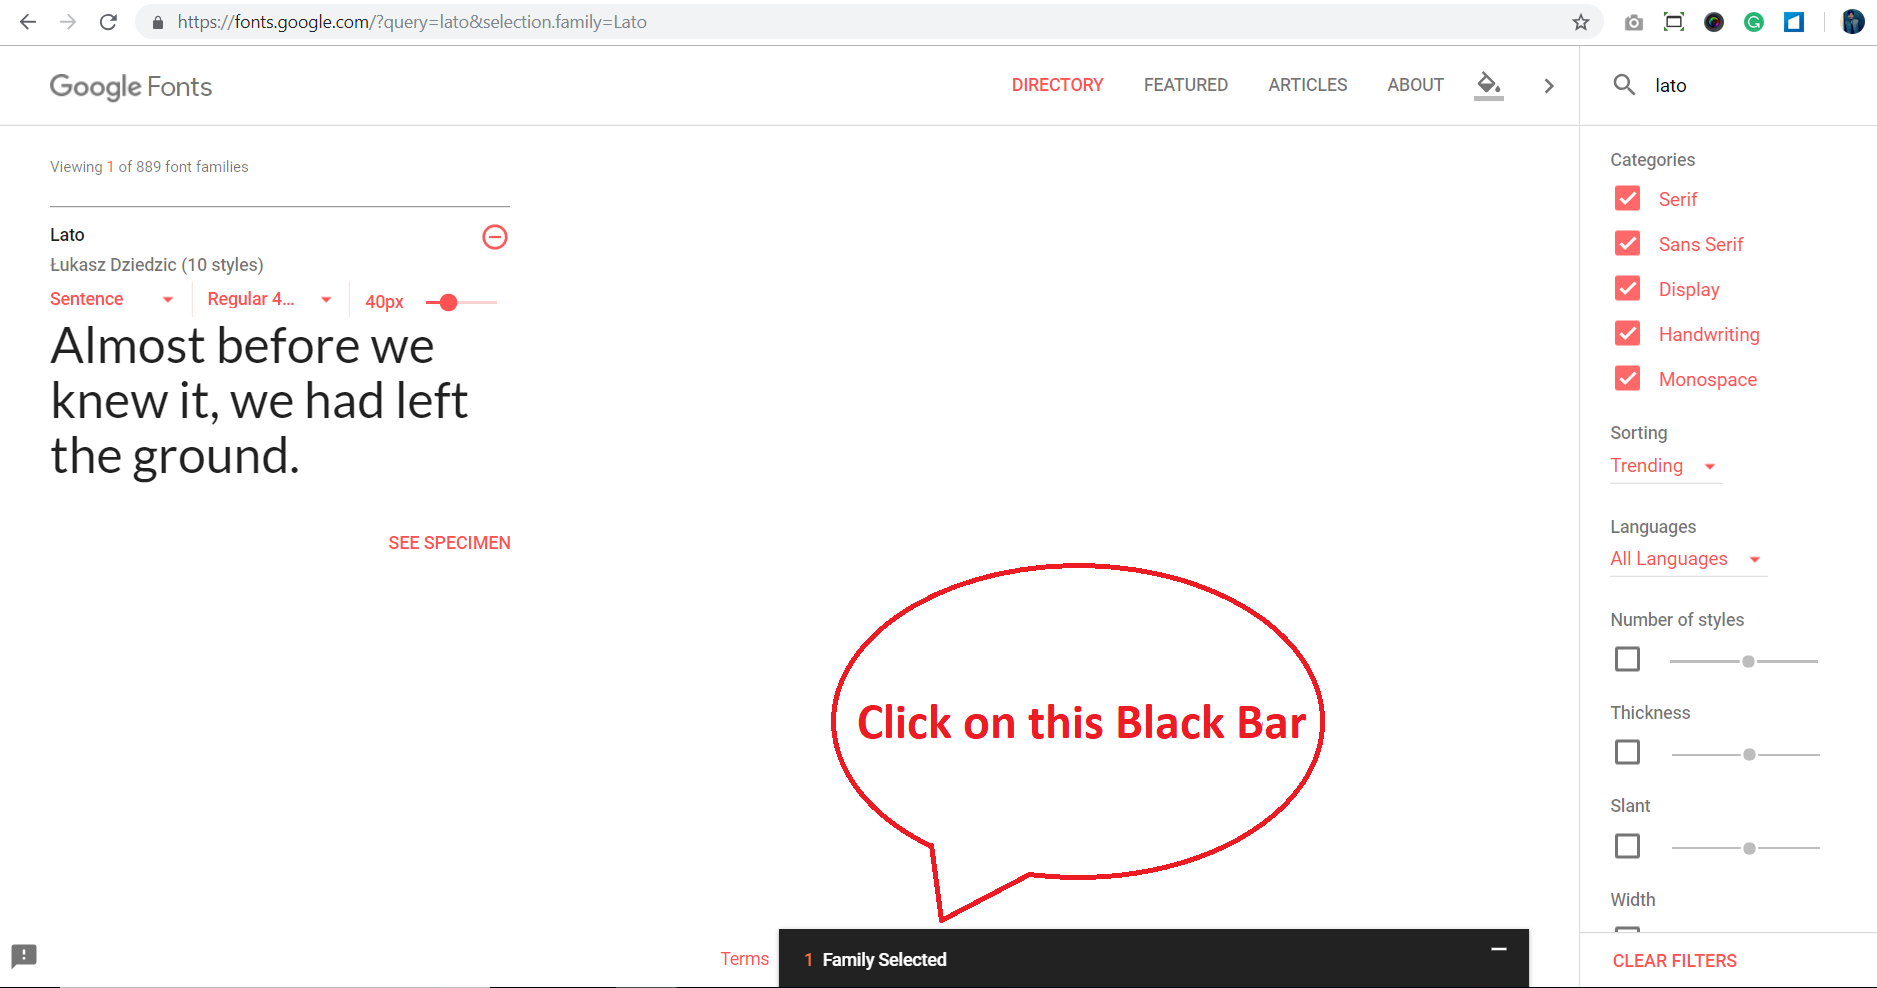 https://fonts.google.com/?query=lato&selection.family=Lato
Google Fonts
DIRECTORY
FEATURED
ARTICLES
ABOUT
lato
Viewing 1 of 889 font families
Lato
Łukasz Dziedzic (10 styles)
Sentence
Regular 4...
40px
Almost before we
knew it, we had left
the ground.
SEE SPECIMEN
Click on this Black Bar
Terms
1 Family Selected
Categories
Serif
Sans Serif
Display
Handwriting
Monospace
Sorting
Trending
Languages
All Languages
Number of styles
Thickness
Slant
Width
CLEAR FILTERS